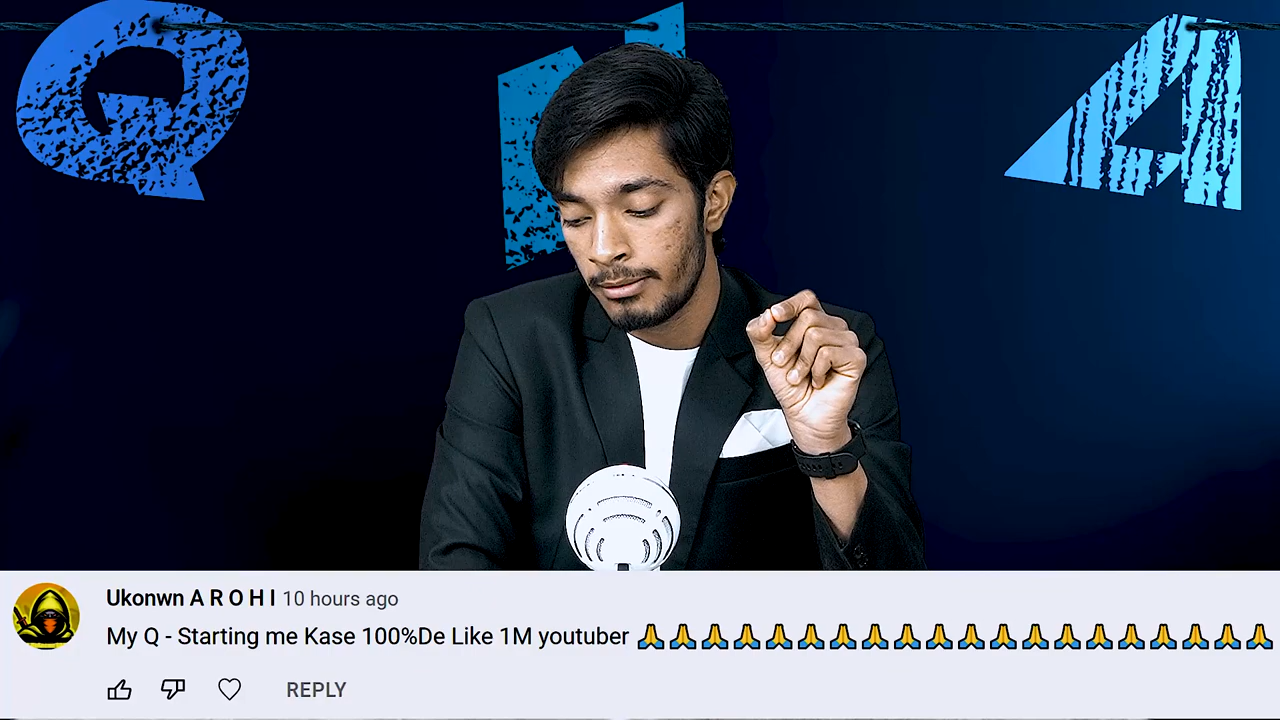 Q
A
Ukonwn A R O H I 10 hours ago
My Q - Starting me Kase 100%De Like 1M youtuber 🙏🙏🙏🙏🙏🙏🙏🙏🙏🙏🙏🙏🙏🙏🙏🙏🙏🙏🙏🙏
REPLY